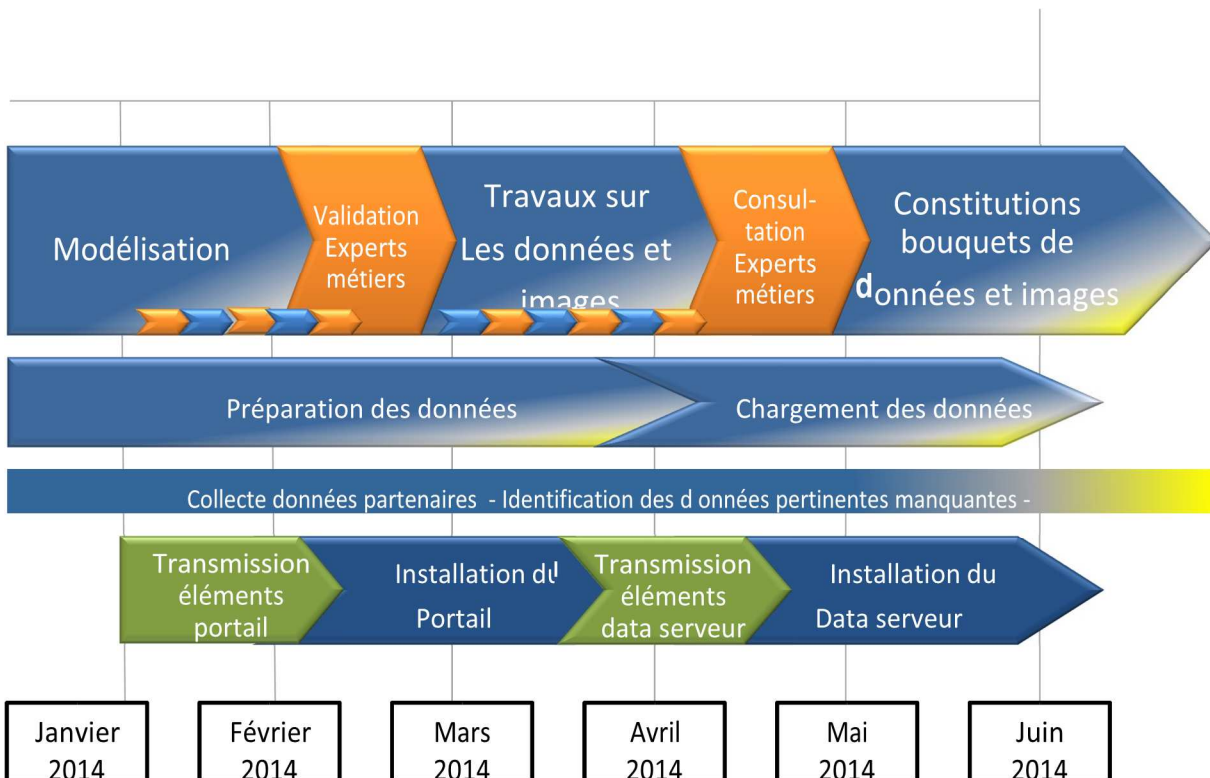 Modélisation
Validation
Experts
métiers
Travaux sur
Les données et
images
Consul-
tation
Experts
métiers
Constitutions
bouquets de
données et images
Préparation des données
Chargement des données
Collecte données partenaires - Identification des d onnées pertinentes manquantes -
Transmission
éléments
portail
Installation du
Portail
Transmission
éléments
data serveur
Installation du
Data serveur
Janvier
2014
Février
2014
Mars
2014
Avril
2014
Mai
2014
Juin
2014